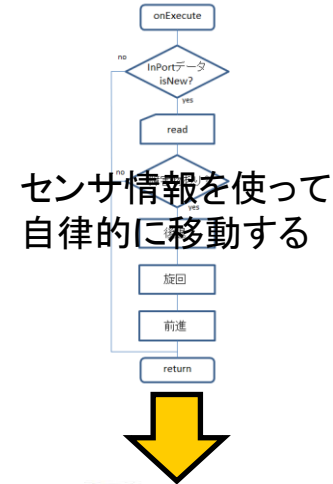 onExecute
no
InPortデータ
isNew?
yes
read
no
センサ情報を使って
yes
自律的に移動する
旋回
前進
return